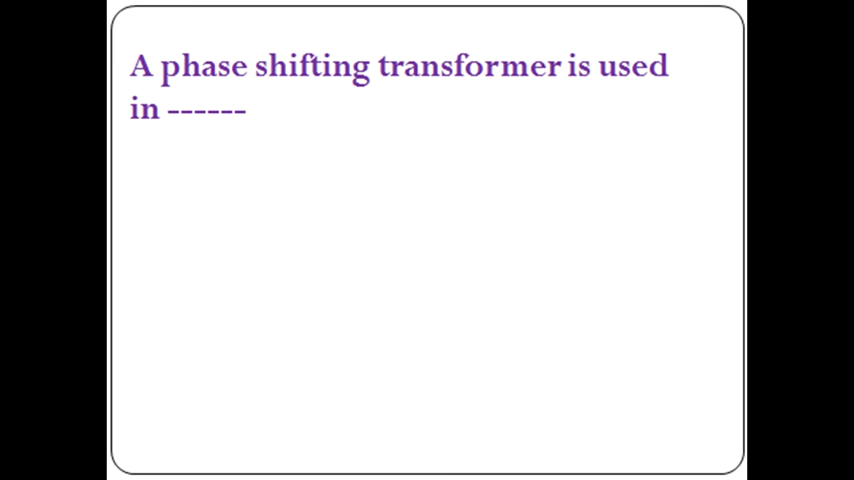 A phase shifting transformer is used
in ------